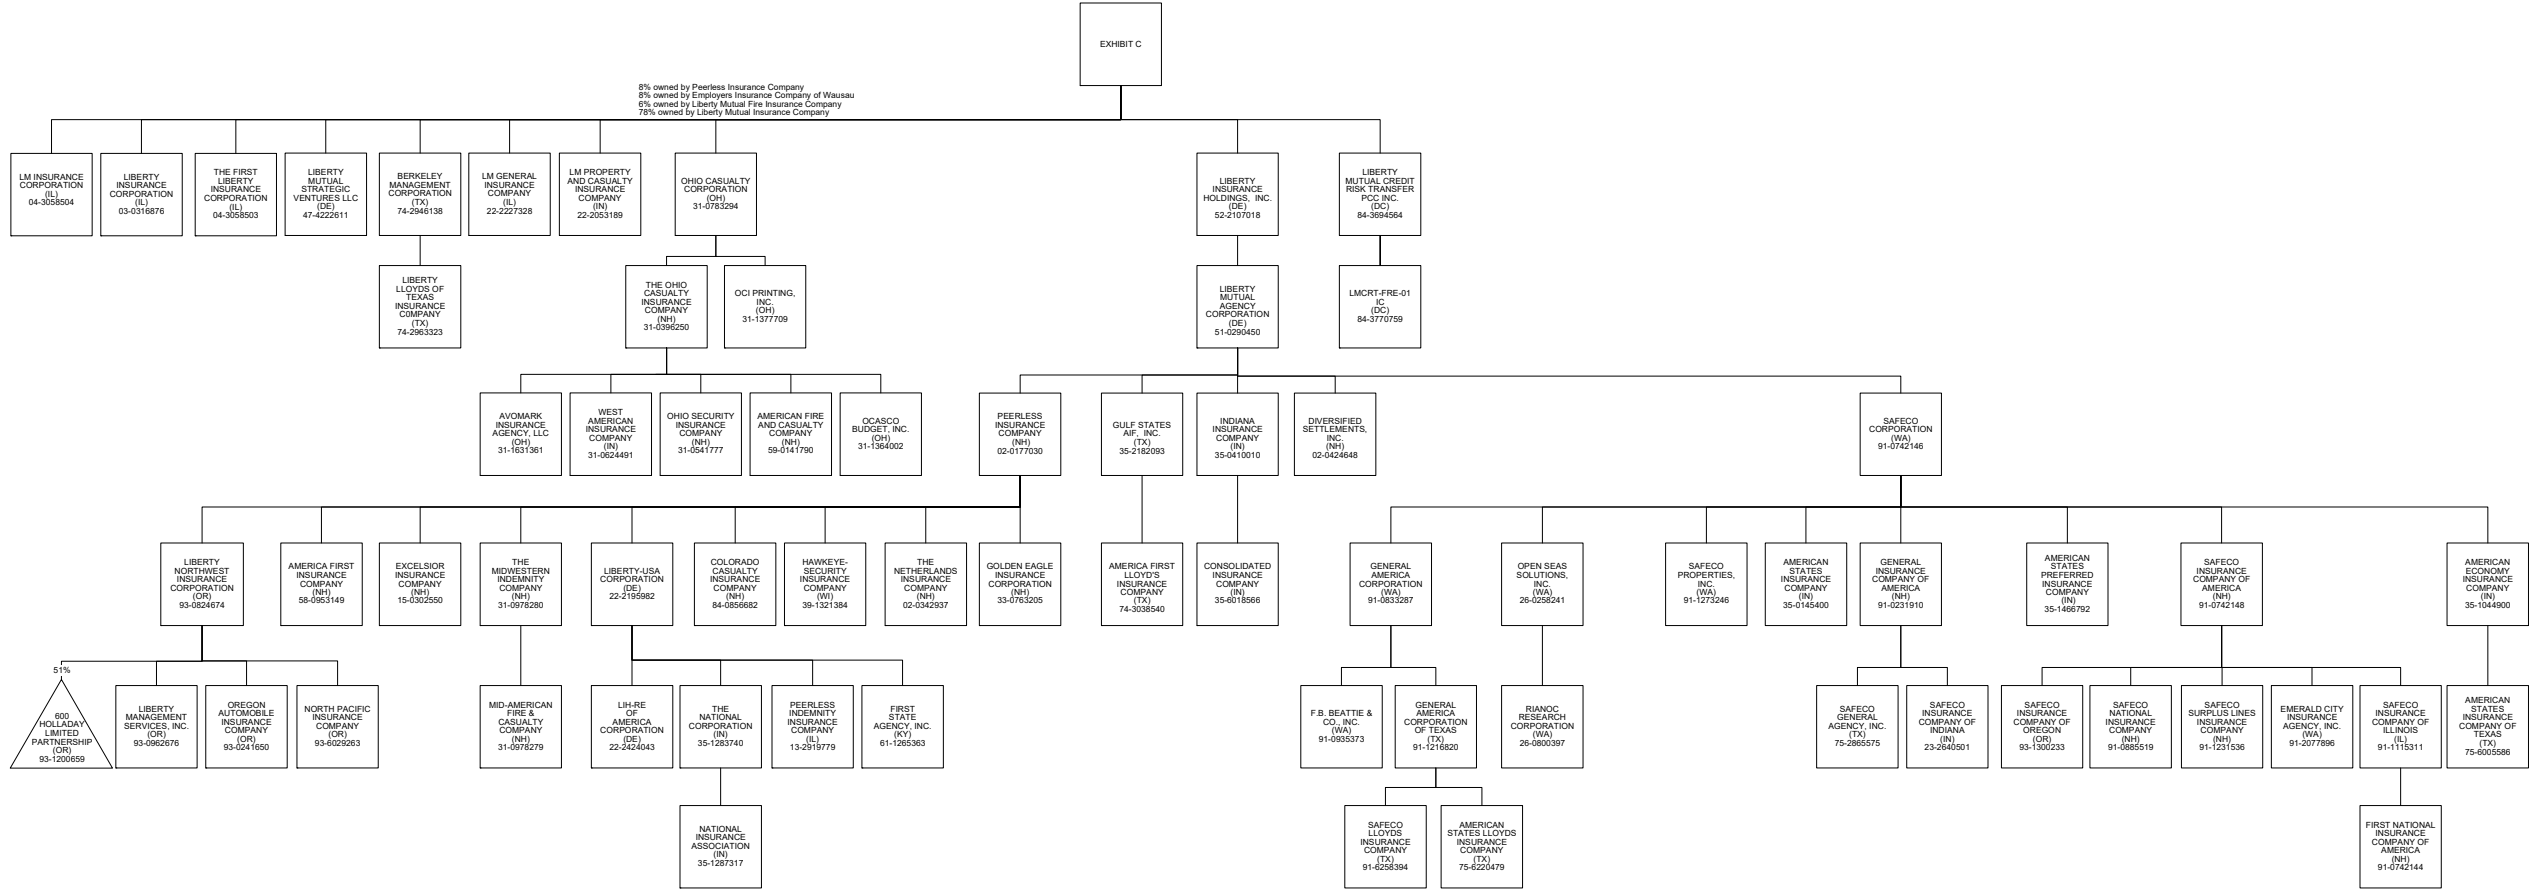 EXHIBIT C
8% owned by Peerless Insurance Company
8% owned by Employers Insurance Company of Wausau
6% owned by Liberty Mutual Fire Insurance Company
78% owned by Liberty Mutual Insurance Company
LM INSURANCE
CORPORATION
(IL)
04-3058504
LIBERTY
INSURANCE
CORPORATION
(IL)
03-0316876
THE FIRST
LIBERTY
INSURANCE
CORPORATION
(IL)
04-3058503
LIBERTY
MUTUAL
STRATEGIC
VENTURES LLC
(DE)
47-4222611
BERKELEY
MANAGEMENT
CORPORATION
(TX)
74-2946138
LM GENERAL
INSURANCE
COMPANY
(IL)
22-2227328
LM PROPERTY
AND CASUALTY
INSURANCE
COMPANY
(IN)
22-2053189
OHIO CASUALTY
CORPORATION
(OH)
31-0783294
LIBERTY
INSURANCE
HOLDINGS, INC.
(DE)
52-2107018
LIBERTY
MUTUAL CREDIT
RISK TRANSFER
PCC INC.
(DC)
84-3694564
LIBERTY
LLOYDS OF
TEXAS
INSURANCE
C0MPANY
(TX)
74-2963323
THE OHIO
CASUALTY
INSURANCE
COMPANY
(NH)
31-0396250
OCI PRINTING,
INC.
(OH)
31-1377709
LIBERTY
MUTUAL
AGENCY
CORPORATION
(DE)
51-0290450
LMCRT-FRE-01
IC
(DC)
84-3770759
AVOMARK
INSURANCE
AGENCY, LLC
(OH)
31-1631361
WEST
AMERICAN
INSURANCE
COMPANY
(IN)
31-0624491
OHIO SECURITY
INSURANCE
COMPANY
(NH)
31-0541777
AMERICAN FIRE
AND CASUALTY
COMPANY
(NH)
59-0141790
OCASCO
BUDGET, INC.
(OH)
31-1364002
PEERLESS
INSURANCE
COMPANY
(NH)
02-0177030
GULF STATES
AIF, INC.
(TX)
35-2182093
INDIANA
INSURANCE
COMPANY
(IN)
35-0410010
DIVERSIFIED
SETTLEMENTS,
INC.
(NH)
02-0424648
SAFECO
CORPORATION
(WA)
91-0742146
LIBERTY
NORTHWEST
INSURANCE
CORPORATION
(OR)
93-0824674
AMERICA FIRST
INSURANCE
COMPANY
(NH)
58-0953149
EXCELSIOR
INSURANCE
COMPANY
(NH)
15-0302550
THE
MIDWESTERN
INDEMNITY
COMPANY
(NH)
31-0978280
LIBERTY-USA
CORPORATION
(DE)
22-2195982
COLORADO
CASUALTY
INSURANCE
COMPANY
(NH)
84-0856682
HAWKEYE-
SECURITY
INSURANCE
COMPANY
(WI)
39-1321384
THE
NETHERLANDS
INSURANCE
COMPANY
(NH)
02-0342937
GOLDEN EAGLE
INSURANCE
CORPORATION
(NH)
33-0763205
AMERICA FIRST
LLOYD'S
INSURANCE
COMPANY
(TX)
74-3038540
CONSOLIDATED
INSURANCE
COMPANY
(IN)
35-6018566
GENERAL
AMERICA
CORPORATION
(WA)
91-0833287
OPEN SEAS
SOLUTIONS,
INC.
(WA)
26-0258241
SAFECO
PROPERTIES,
INC.
(WA)
91-1273246
AMERICAN
STATES
INSURANCE
COMPANY
(IN)
35-0145400
GENERAL
INSURANCE
COMPANY OF
AMERICA
(NH)
91-0231910
AMERICAN
STATES
PREFERRED
INSURANCE
COMPANY
(IN)
35-1466792
SAFECO
INSURANCE
COMPANY OF
AMERICA
(NH)
91-0742148
AMERICAN
ECONOMY
INSURANCE
COMPANY
(IN)
35-1044900
51%
600
HOLLADAY
LIMITED
PARTNERSHIP
(OR)
93-1200659
LIBERTY
MANAGEMENT
SERVICES, INC.
(OR)
93-0962676
OREGON
AUTOMOBILE
INSURANCE
COMPANY
(OR)
93-0241650
NORTH PACIFIC
INSURANCE
COMPANY
(OR)
93-6029263
MID-AMERICAN
FIRE &
CASUALTY
COMPANY
(NH)
31-0978279
LIH-RE
OF
AMERICA
CORPORATION
(DE)
22-2424043
THE
NATIONAL
CORPORATION
(IN)
35-1283740
PEERLESS
INDEMNITY
INSURANCE
COMPANY
(IL)
13-2919779
FIRST
STATE
AGENCY, INC.
(KY)
61-1265363
F.B. BEATTIE &
CO., INC.
(WA)
91-0935373
GENERAL
AMERICA
CORPORATION
OF TEXAS
(TX)
91-1216820
RIANOC
RESEARCH
CORPORATION
(WA)
26-0800397
SAFECO
GENERAL
AGENCY, INC.
(TX)
75-2865575
SAFECO
INSURANCE
COMPANY OF
INDIANA
(IN)
23-2640501
SAFECO
INSURANCE
COMPANY OF
OREGON
(OR)
93-1300233
SAFECO
NATIONAL
INSURANCE
COMPANY
(NH)
91-0885519
SAFECO
SURPLUS LINES
INSURANCE
COMPANY
(NH)
91-1231536
EMERALD CITY
INSURANCE
AGENCY, INC.
(WA)
91-2077896
SAFECO
INSURANCE
COMPANY OF
ILLINOIS
(IL)
91-1115311
AMERICAN
STATES
INSURANCE
COMPANY OF
TEXAS
(TX)
75-6005586
NATIONAL
INSURANCE
ASSOCIATION
(IN)
35-1287317
SAFECO
LLOYDS
INSURANCE
COMPANY
(TX)
91-6258394
AMERICAN
STATES LLOYDS
INSURANCE
COMPANY
(TX)
75-6220479
FIRST NATIONAL
INSURANCE
COMPANY OF
AMERICA
(NH)
91-0742144